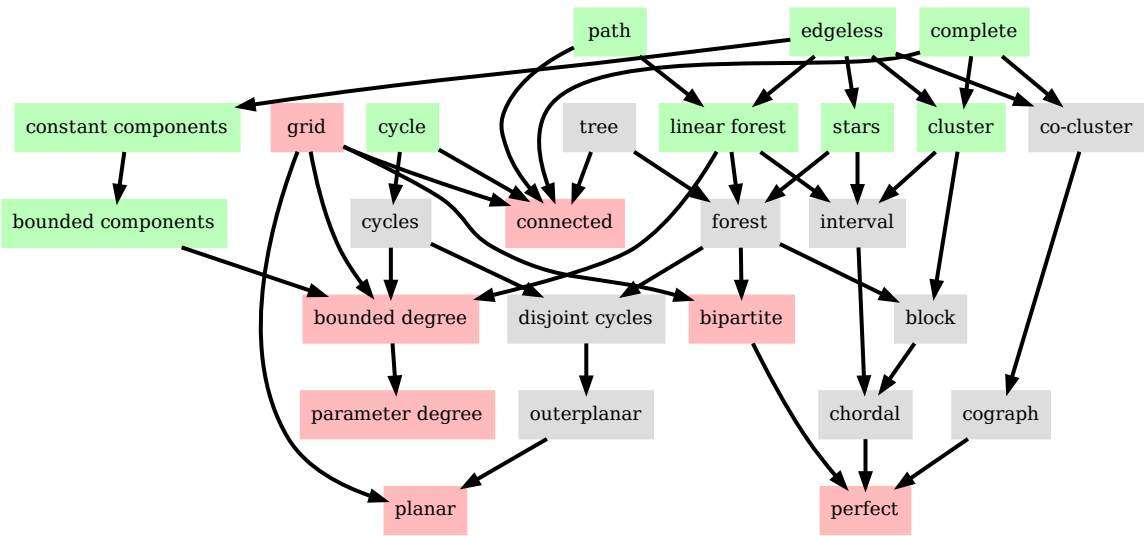 path
edgeless
complete
constant components
grid
cycle
tree
linear forest
stars
cluster
co-cluster
bounded components
cycles
connected
forest
interval
bounded degree
disjoint cycles
bipartite
block
parameter degree
outerplanar
chordal
cograph
planar
perfect